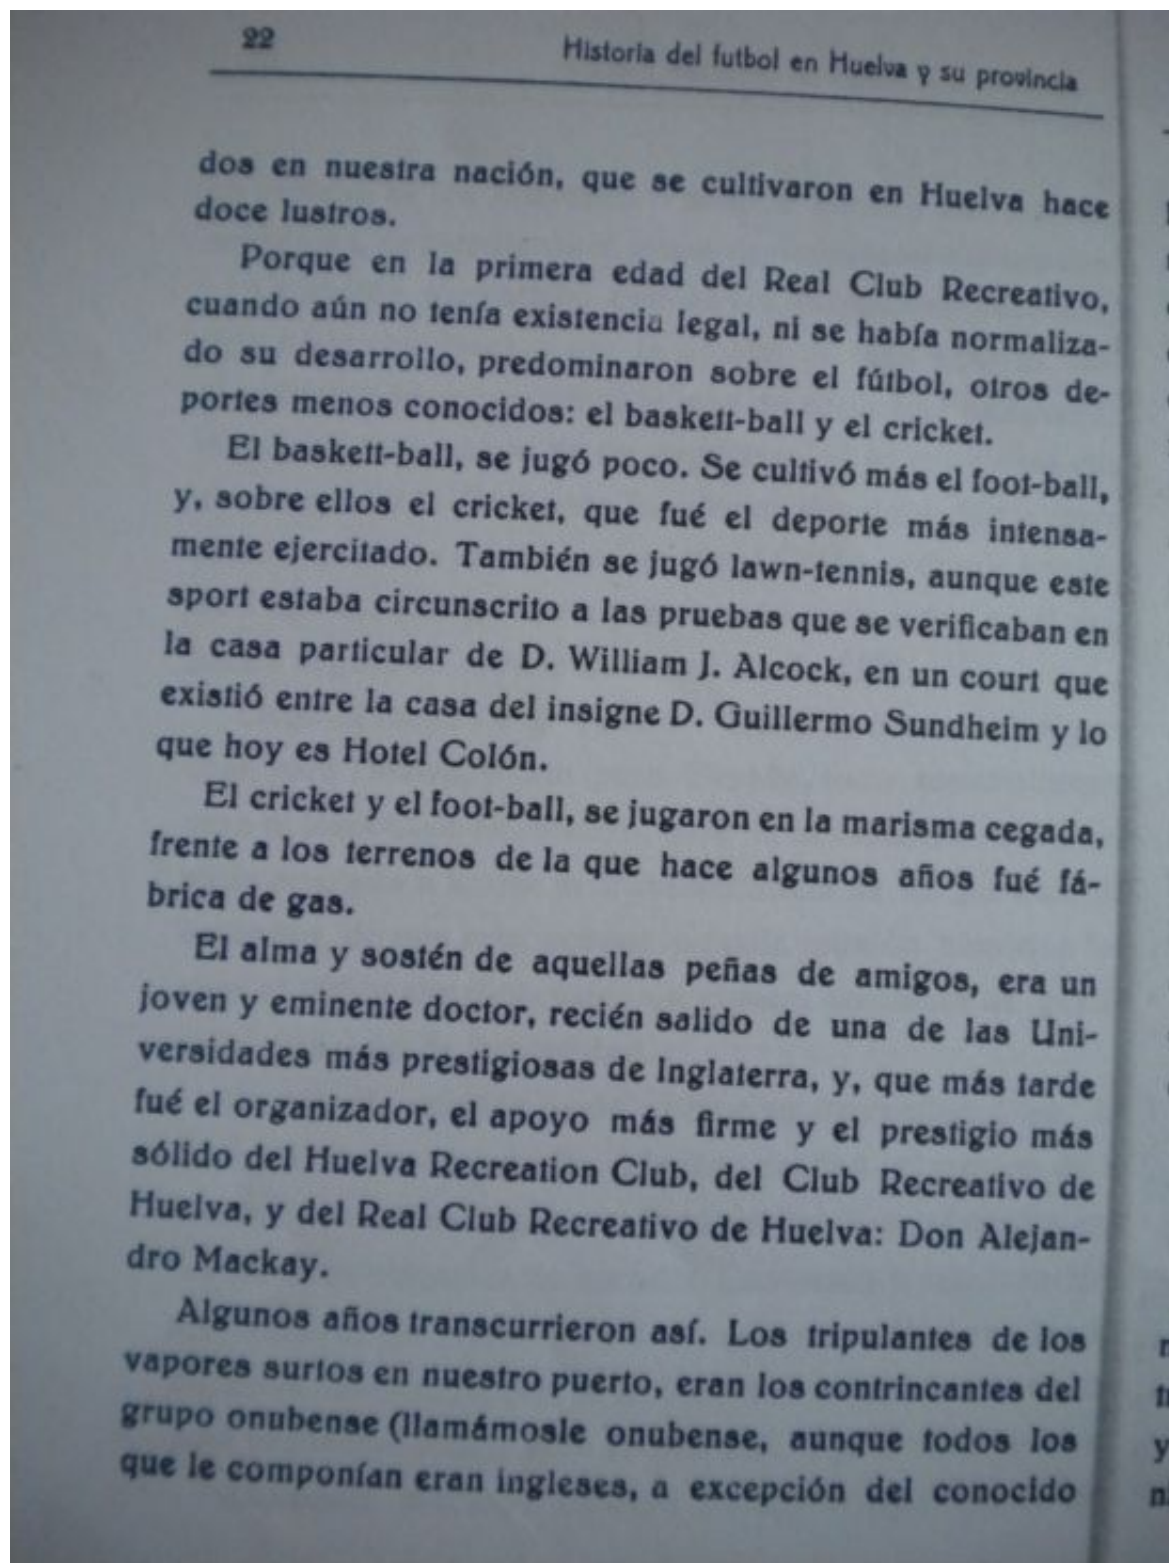 22
Historia del futbol en Huelva y su provincia
dos en nuestra nación, que se cultivaron en Huelva hace
doce lustros.
Porque en la primera edad del Real Club Recreativo,
cuando aún no tenía existencia legal, ni se había normaliza-
do su desarrollo, predominaron sobre el fútbol, otros de-
portes menos conocidos: el baskett-ball y el cricket.
El baskett-ball, se jugó poco. Se cultivó más el foot-ball,
y, sobre ellos el cricket, que fué el deporte más intensa-
mente ejercitado. También se jugó lawn-tennis, aunque este
sport estaba circunscrito a las pruebas que se verificaban en
la casa particular de D. William J. Alcock, en un court que
existió entre la casa del insigne D. Guillermo Sundheim y lo
que hoy es Hotel Colón.
El cricket y el foot-ball, se jugaron en la marisma cegada,
frente a los terrenos de la que hace algunos años fué fá-
brica de gas.
El alma y sostén de aquellas peñas de amigos, era un
joven y eminente doctor, recién salido de una de las Uni-
versidades más prestigiosas de Inglaterra, y, que más tarde
fué el organizador, el apoyo más firme y el prestigio más
sólido del Huelva Recreation Club, del Club Recreativo de
Huelva, y del Real Club Recreativo de Huelva: Don Alejan-
dro Mackay.
Algunos años transcurrieron así. Los tripulantes de los
vapores surtos en nuestro puerto, eran los contrincantes del
grupo onubense (llamámosle onubense, aunque todos los
que le componían eran ingleses, a excepción del conocido